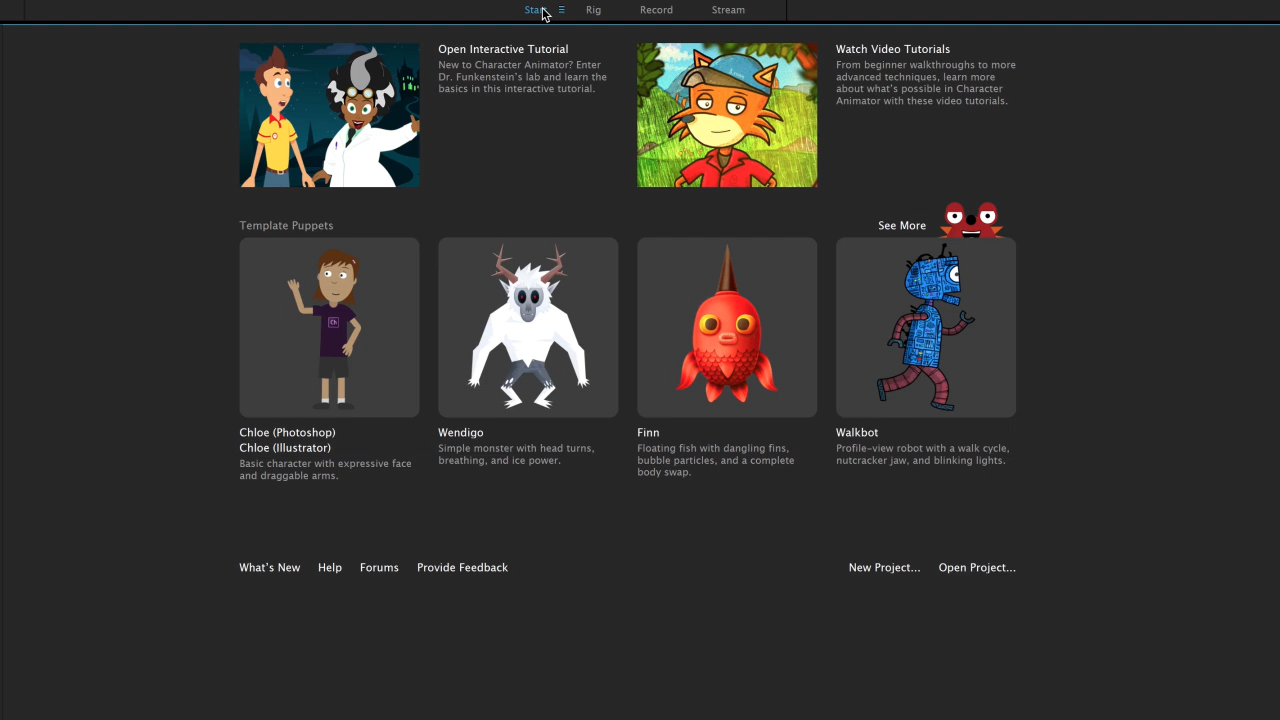 Start Rig Record Stream
Open Interactive Tutorial
New to Character Animator? Enter
Dr. Funkenstein's lab and learn the
basics in this interactive tutorial.
Watch Video Tutorials
From beginner walkthroughs to more
advanced techniques, learn more
about what's possible in Character
Animator with these video tutorials.
Template Puppets
See More
Ch
Chloe (Photoshop)
Chloe (Illustrator)
Basic character with expressive face
and draggable arms.
Wendigo
Simple monster with head turns,
breathing, and ice power.
Finn
Floating fish with dangling fins,
bubble particles, and a complete
body swap.
Walkbot
Profile-view robot with a walk cycle,
nutcracker jaw, and blinking lights.
What's New Help Forums Provide Feedback
New Project... Open Project...